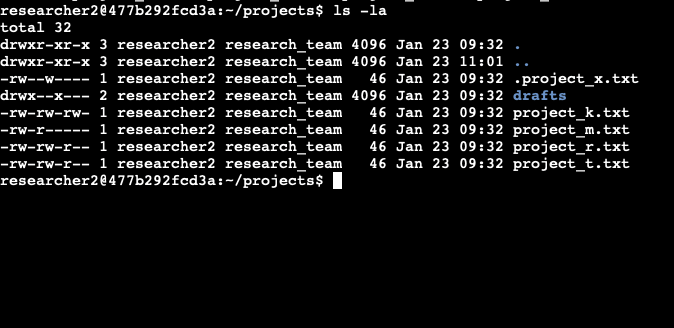 researcher2@477b292fcd3a:~/projects$ ls -la
total 32
drwxr-xr-x 3 researcher2 research_team 4096 Jan 23 09:32 .
drwxr-xr-x 3 researcher2 research_team 4096 Jan 23 11:01 ..
-rw--w---- 1 researcher2 research_team   46 Jan 23 09:32 .project_x.txt
drwx--x--- 2 researcher2 research_team 4096 Jan 23 09:32 drafts
-rw-rw-rw- 1 researcher2 research_team   46 Jan 23 09:32 project_k.txt
-rw-r----- 1 researcher2 research_team   46 Jan 23 09:32 project_m.txt
-rw-rw-r-- 1 researcher2 research_team   46 Jan 23 09:32 project_r.txt
-rw-rw-r-- 1 researcher2 research_team   46 Jan 23 09:32 project_t.txt
researcher2@477b292fcd3a:~/projects$